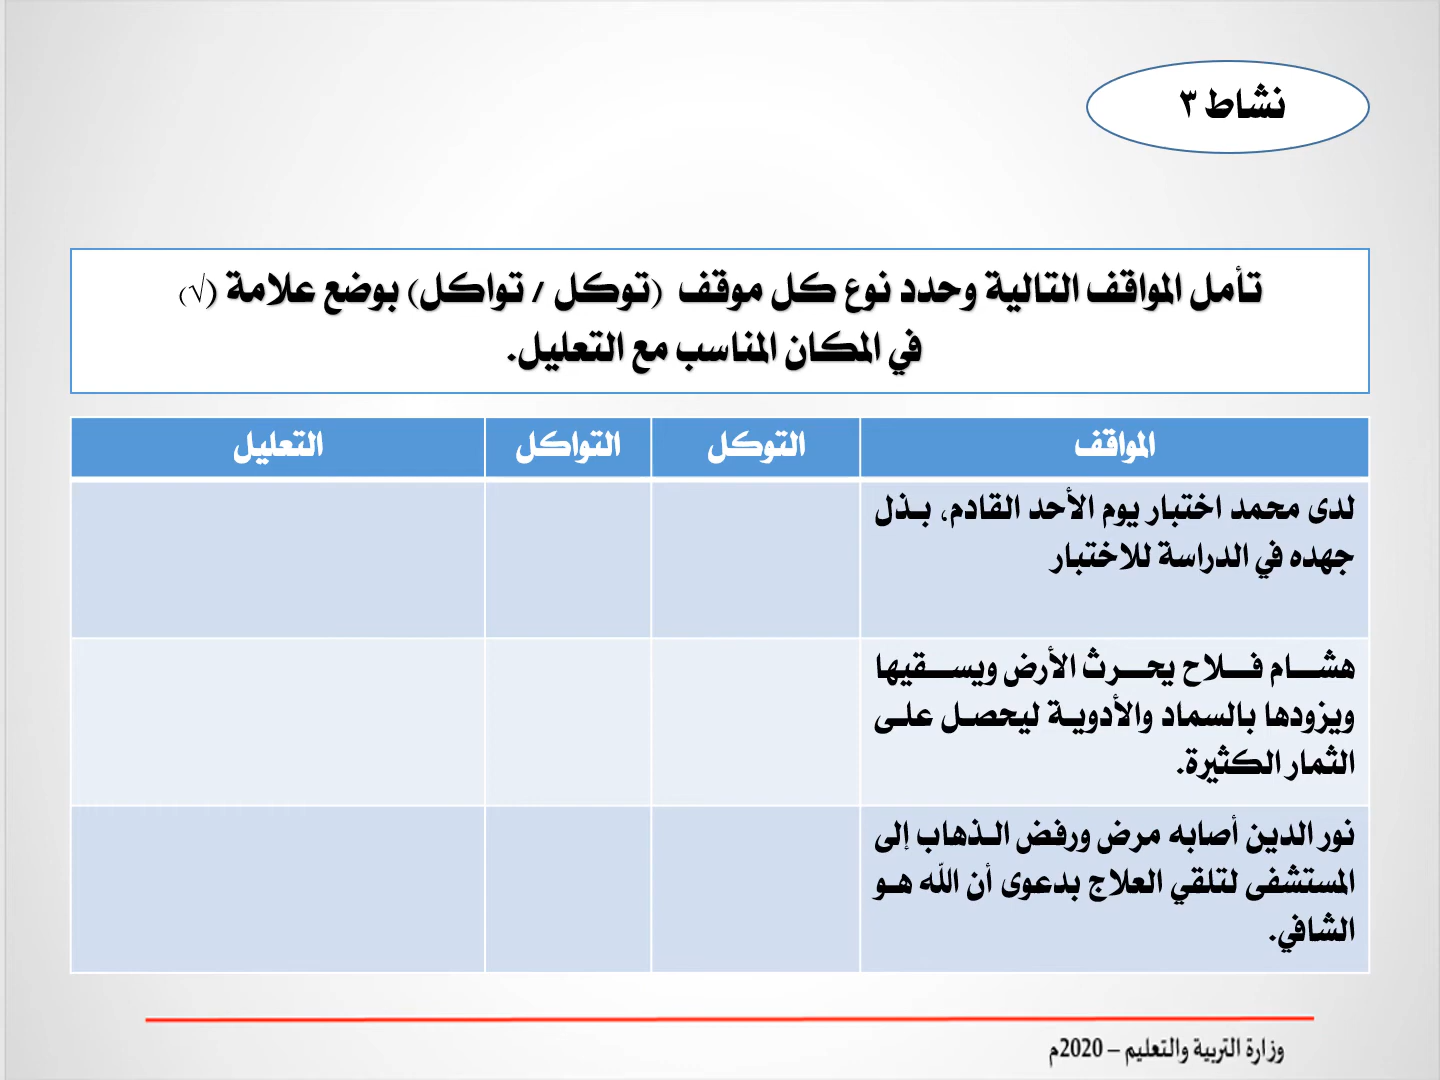 نشاط ٣
تأمل المواقف التالية وحدد نوع كل موقف (توكل / تواكل) بوضع علامة (√)
في المكان المناسب مع التعليل.
المواقف
التوكل
التواكل
التعليل
لدى محمد اختبار يوم الأحد القادم، بذل
جهده في الدراسة للاختبار
هشام فلاح يحرث الأرض ويسقيها
ويزودها بالسماد والأدوية ليحصل على
الثمار الكثيرة.
نور الدين أصابه مرض ورفض الذهاب إلى
المستشفى لتلقي العلاج بدعوى أن الله هو
الشافي.
وزارة التربية والتعليم – 2020م